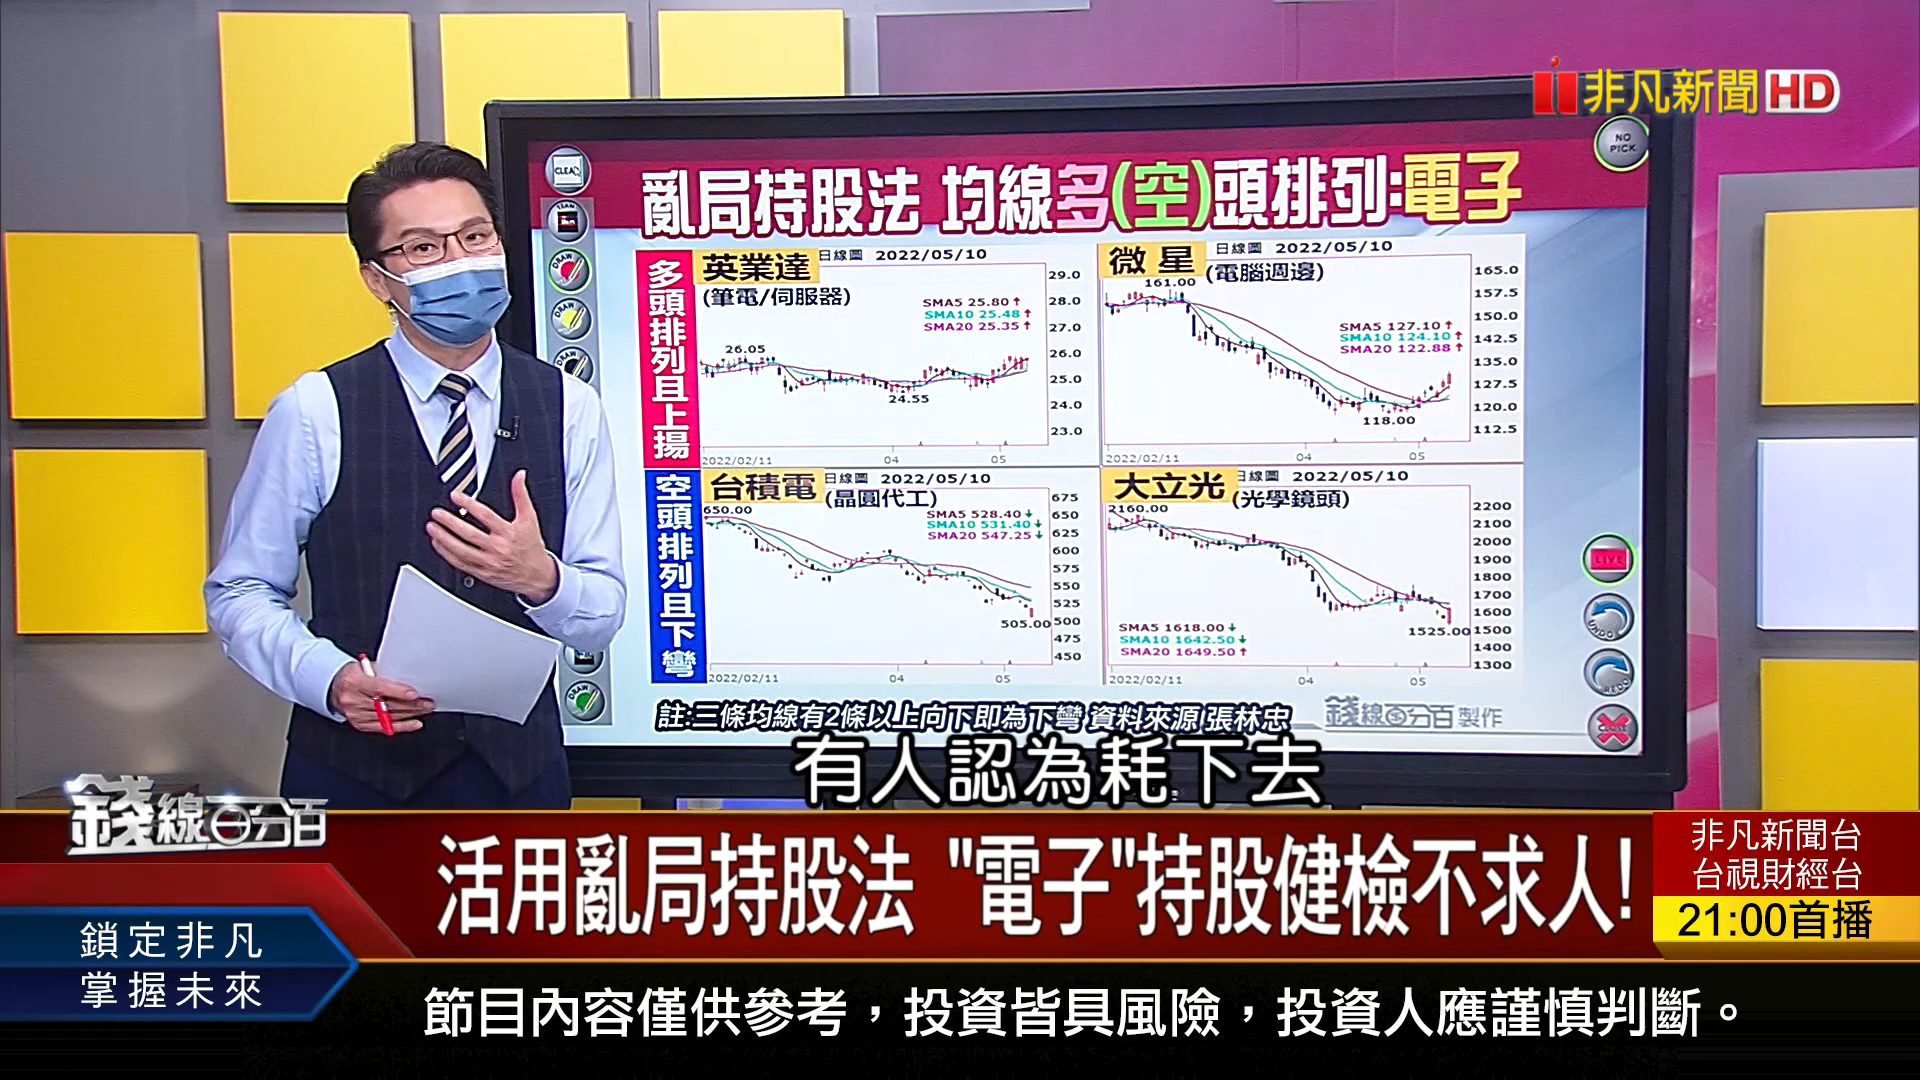 非凡新聞HD
NO PICK
CLEAR
TEAM
DRAW
DRAW
DRAW
DRAW
亂局持股法 均線多(空)頭排列:電子
多頭排列且上揚
英業達 日線圖 2022/05/10
(筆電/伺服器)
SMA5 25.80↑
SMA10 25.48↑
SMA20 25.35↑
26.05
24.55
29.0
28.0
27.0
26.0
25.0
24.0
23.0
2022/02/11 04 05
微星 日線圖 2022/05/10
(電腦週邊)
161.00
SMA5 127.10↑
SMA10 124.10↑
SMA20 122.88↑
118.00
165.0
157.5
150.0
142.5
135.0
127.5
120.0
112.5
2022/02/11 04 05
空頭排列且下彎
台積電 日線圖 2022/05/10
(晶圓代工)
650.00
SMA5 528.40↓
SMA10 531.40↓
SMA20 547.25↓
505.00
675
650
625
600
575
550
525
500
475
450
2022/02/11 04 05
大立光 日線圖 2022/05/10
(光學鏡頭)
2160.00
SMA5 1618.00↓
SMA10 1642.50↓
SMA20 1649.50↑
1525.00
2200
2100
2000
1900
1800
1700
1600
1500
1400
1300
2022/02/11 04 05
LIVE
UNDO
REDO
CLOSE
註:三條均線有2條以上向下即為下彎 資料來源 張林忠
錢線百分百 製作
有人認為耗下去
錢線百分百
活用亂局持股法 "電子"持股健檢不求人!
非凡新聞台
台視財經台
21:00首播
鎖定非凡
掌握未來
節目內容僅供參考，投資皆具風險，投資人應謹慎判斷。